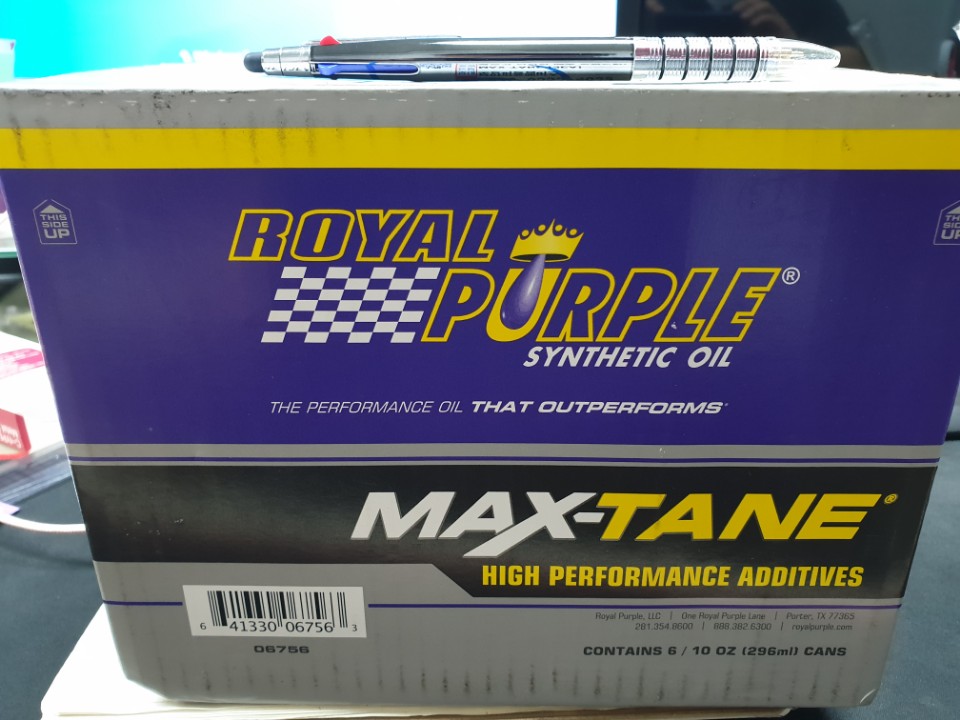 THIS
SIDE
UP
ROYAL
PURPLE®
SYNTHETIC OIL
THE PERFORMANCE OIL THAT OUTPERFORMS
MAX-TANE®
HIGH PERFORMANCE ADDITIVES
Royal Purple, LLC | One Royal Purple Lane | Porter, TX 77365
281.354.8600 | 888.382.6300 | royalpurple.com
6 41330 06756 3
06756
CONTAINS 6 / 10 OZ (296ml) CANS